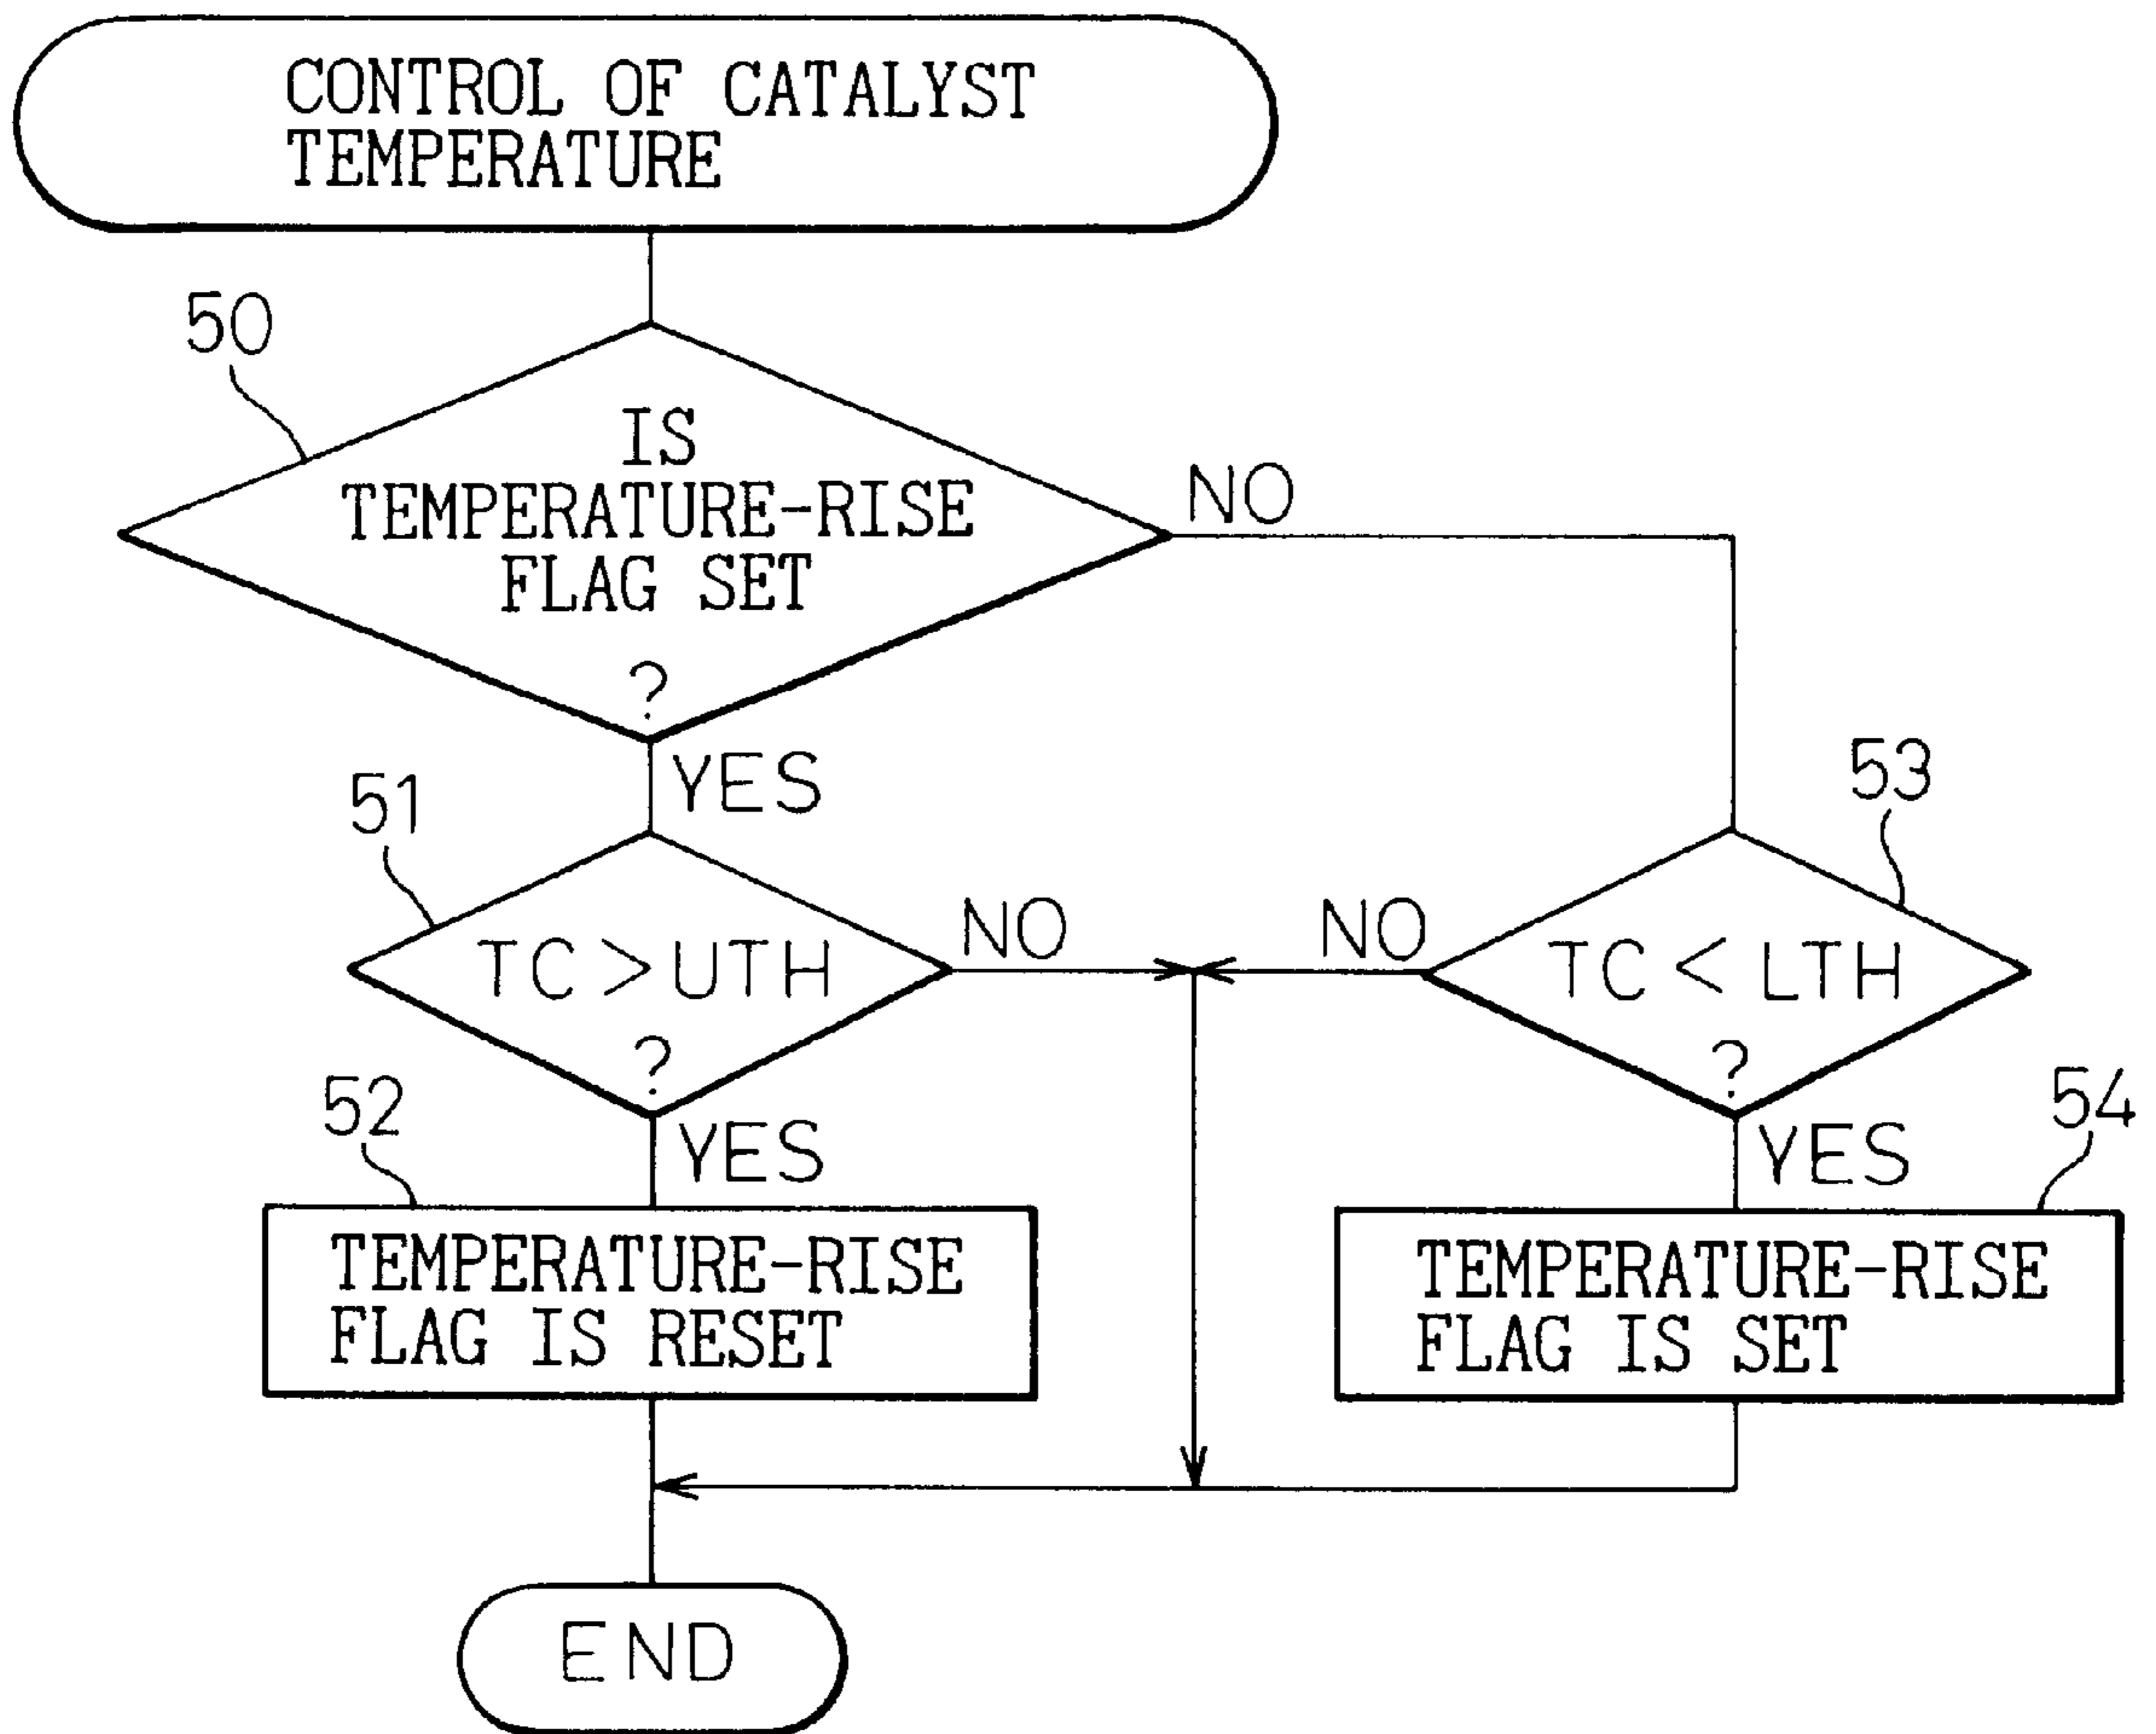 CONTROL OF CATALYST
TEMPERATURE
50
IS
TEMPERATURE-RISE
FLAG SET
?
NO
YES
51
TC > UTH
?
NO
YES
53
TC < LTH
?
NO
YES
52
TEMPERATURE-RISE
FLAG IS RESET
54
TEMPERATURE-RISE
FLAG IS SET
END